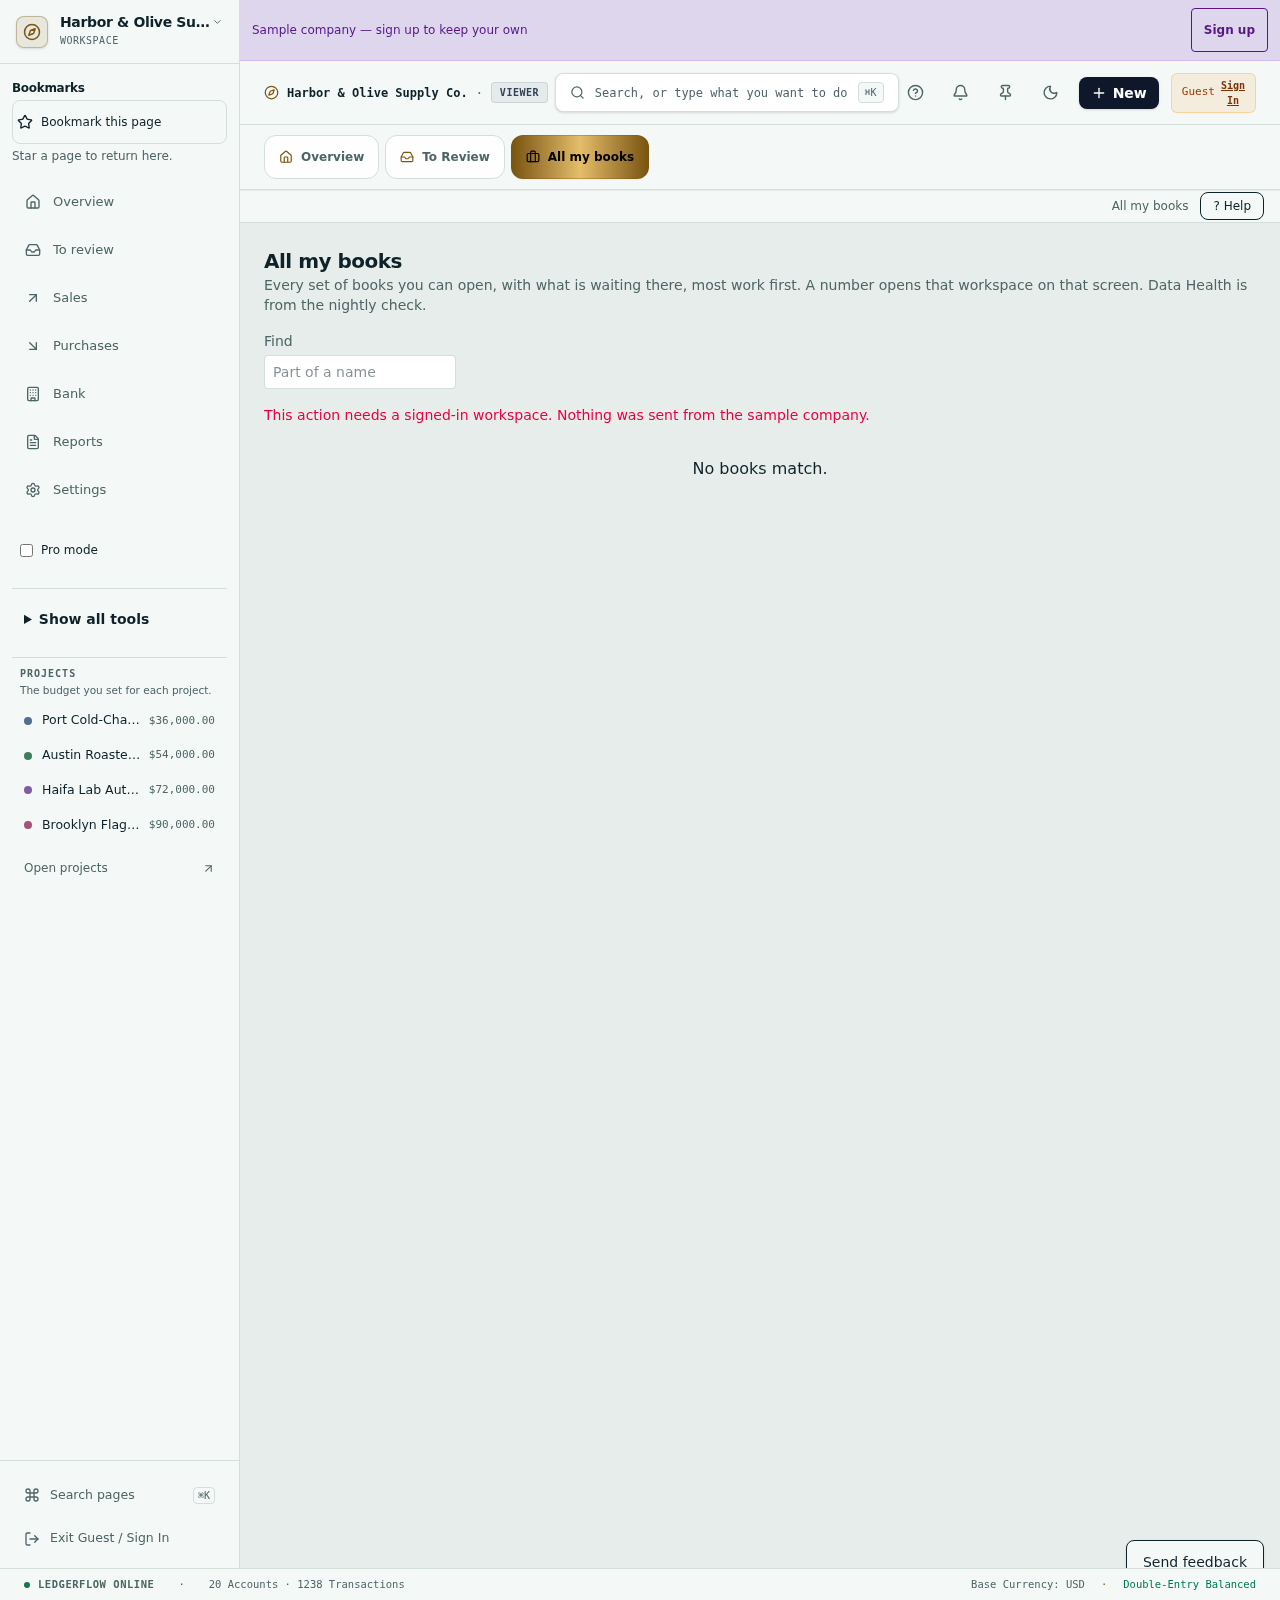 Harbor & Olive Su...
WORKSPACE
Bookmarks
Bookmark this page
Star a page to return here.
Overview
To review
Sales
Purchases
Bank
Reports
Settings
Pro mode
Show all tools
PROJECTS
The budget you set for each project.
Port Cold-Cha... $36,000.00
Austin Roaste... $54,000.00
Haifa Lab Aut... $72,000.00
Brooklyn Flag... $90,000.00
Open projects
Search pages ⌘K
Exit Guest / Sign In
Sample company — sign up to keep your own
Sign up
Harbor & Olive Supply Co. · VIEWER
Search, or type what you want to do ⌘K
New
Guest Sign In
Overview
To Review
All my books
All my books
? Help
All my books
Every set of books you can open, with what is waiting there, most work first. A number opens that workspace on that screen. Data Health is
from the nightly check.
Find
Part of a name
This action needs a signed-in workspace. Nothing was sent from the sample company.
No books match.
Send feedback
LEDGERFLOW ONLINE · 20 Accounts · 1238 Transactions
Base Currency: USD · Double-Entry Balanced